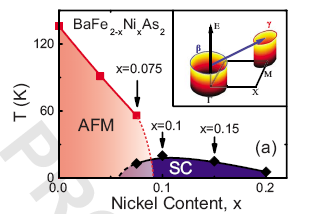 BaFe2-xNixAs2
E
γ
β
M
Γ
X
x=0.075
x=0.1
x=0.15
AFM
SC
(a)
T (K)
120
60
0
0.0
0.1
0.2
Nickel Content, x